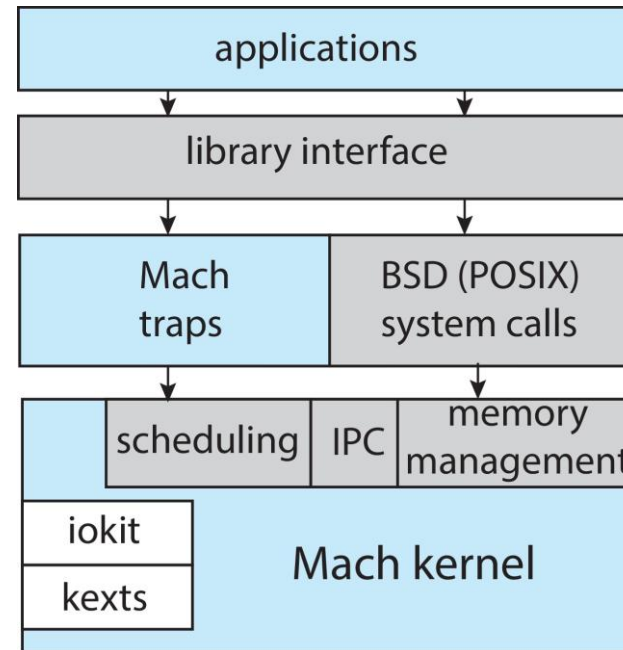 applications
library interface
Mach
traps
BSD (POSIX)
system calls
scheduling
IPC
memory
management
iokit
kexts
Mach kernel